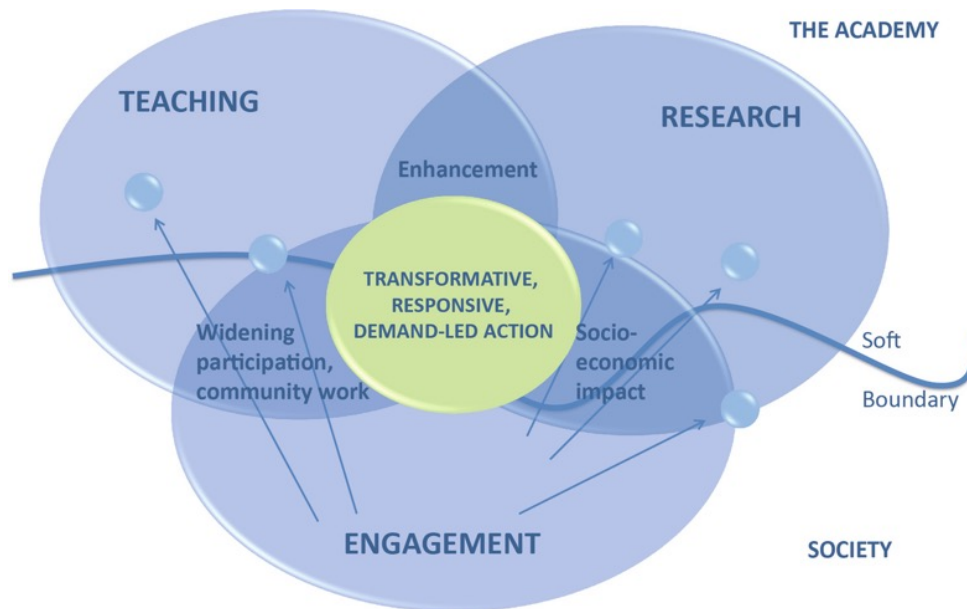 THE ACADEMY
TEACHING
RESEARCH
Enhancement
TRANSFORMATIVE,
RESPONSIVE,
DEMAND-LED ACTION
Widening
participation,
community work
Socio-
economic
impact
Soft
Boundary
ENGAGEMENT
SOCIETY